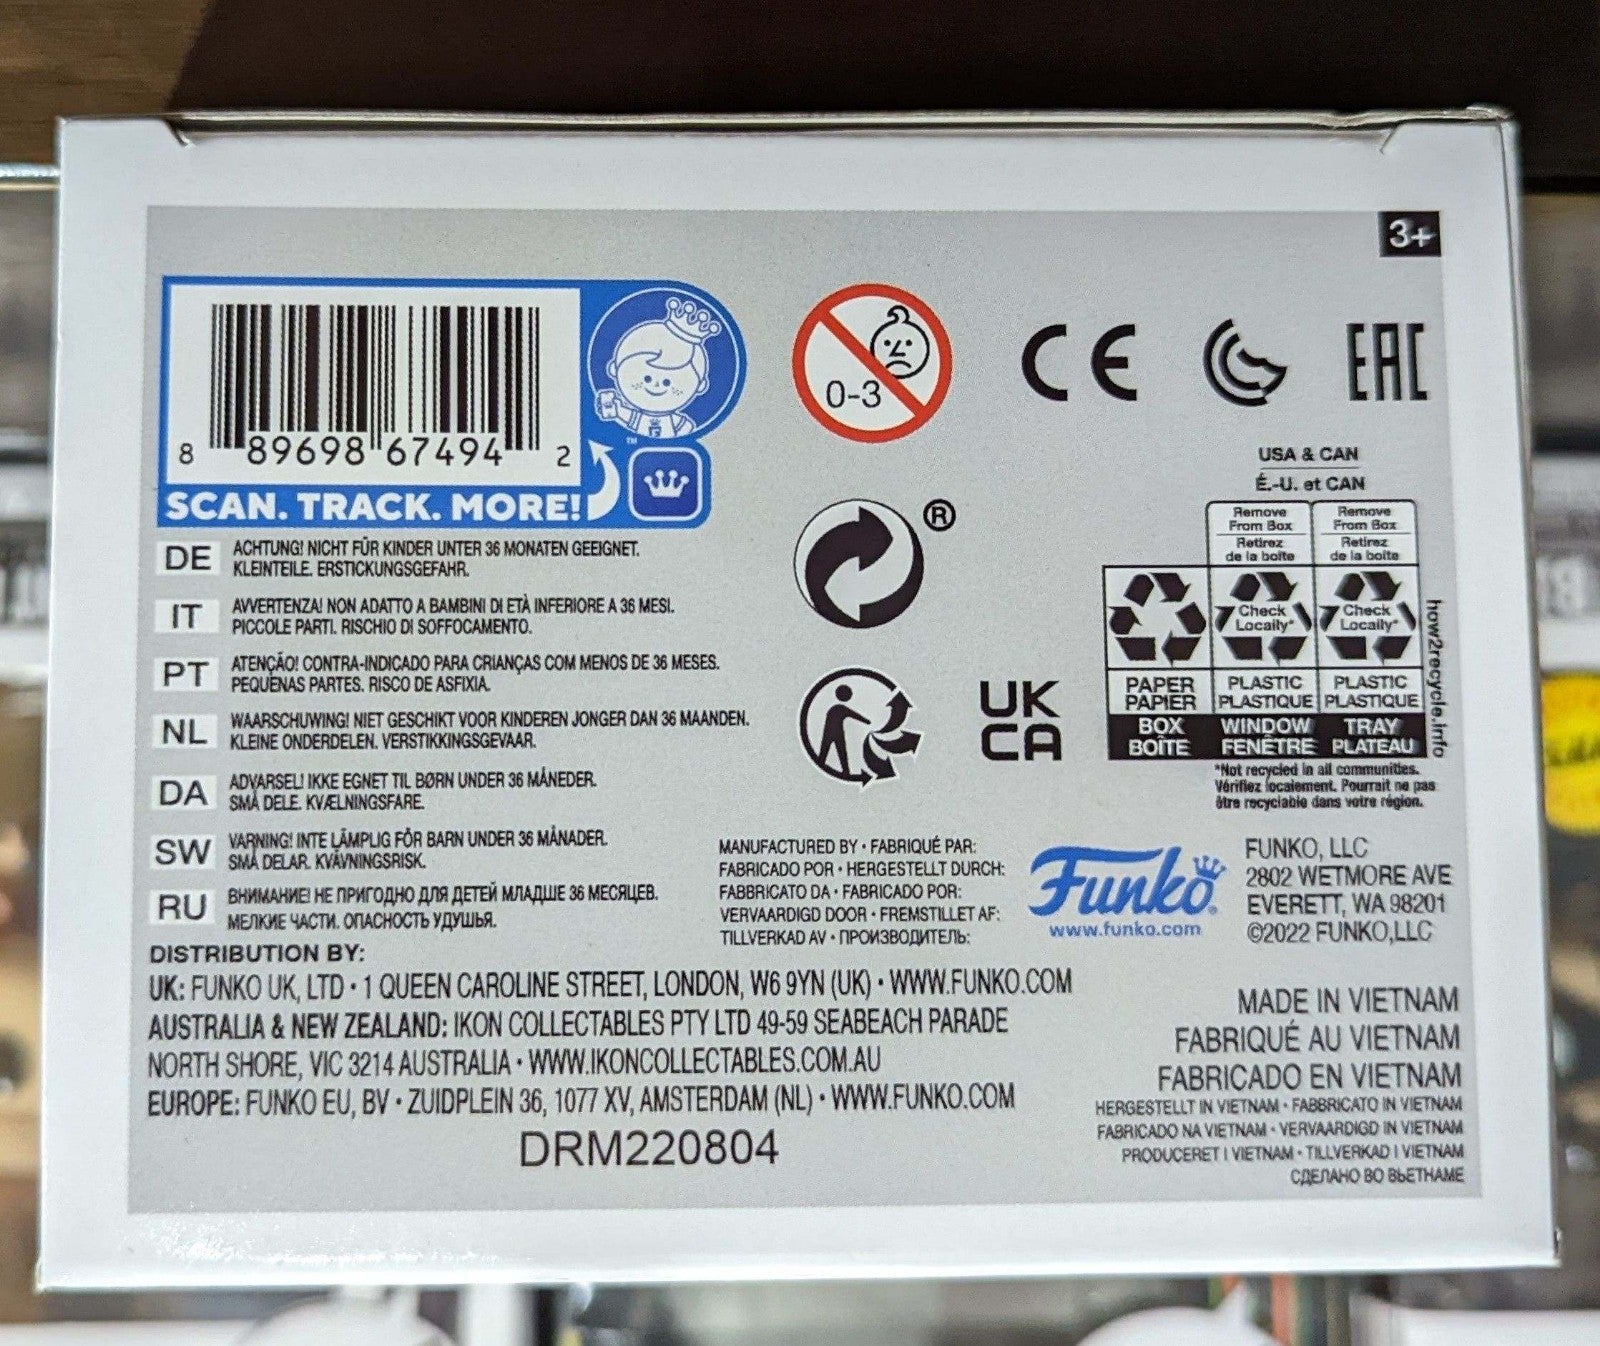 3+
8 89698 67494 2
™
SCAN. TRACK. MORE!
0-3
CE
EAC
®
UK
CA
USA & CAN
É.-U. et CAN
Remove
From Box
Retirez
de la boîte
Remove
From Box
Retirez
de la boîte
Check
Locally*
Check
Locally*
PAPER
PAPIER
PLASTIC
PLASTIQUE
PLASTIC
PLASTIQUE
BOX
BOÎTE
WINDOW
FENÊTRE
TRAY
PLATEAU
how2recycle.info
*Not recycled in all communities.
Vérifiez localement. Pourrait ne pas
être recyclable dans votre région.
DE
ACHTUNG! NICHT FÜR KINDER UNTER 36 MONATEN GEEIGNET.
KLEINTEILE. ERSTICKUNGSGEFAHR.
IT
AVVERTENZA! NON ADATTO A BAMBINI DI ETÀ INFERIORE A 36 MESI.
PICCOLE PARTI. RISCHIO DI SOFFOCAMENTO.
PT
ATENÇÃO! CONTRA-INDICADO PARA CRIANÇAS COM MENOS DE 36 MESES.
PEQUENAS PARTES. RISCO DE ASFIXIA.
NL
WAARSCHUWING! NIET GESCHIKT VOOR KINDEREN JONGER DAN 36 MAANDEN.
KLEINE ONDERDELEN. VERSTIKKINGSGEVAAR.
DA
ADVARSEL! IKKE EGNET TIL BØRN UNDER 36 MÅNEDER.
SMÅ DELE. KVÆLNINGSFARE.
SW
VARNING! INTE LÄMPLIG FÖR BARN UNDER 36 MÅNADER.
SMÅ DELAR. KVÄVNINGSRISK.
RU
ВНИМАНИЕ! НЕ ПРИГОДНО ДЛЯ ДЕТЕЙ МЛАДШЕ 36 МЕСЯЦЕВ.
МЕЛКИЕ ЧАСТИ. ОПАСНОСТЬ УДУШЬЯ.
MANUFACTURED BY • FABRIQUÉ PAR:
FABRICADO POR • HERGESTELLT DURCH:
FABBRICATO DA • FABRICADO POR:
VERVAARDIGD DOOR • FREMSTILLET AF:
TILLVERKAD AV • ПРОИЗВОДИТЕЛЬ:
Funko®
www.funko.com
FUNKO, LLC
2802 WETMORE AVE
EVERETT, WA 98201
©2022 FUNKO,LLC
DISTRIBUTION BY:
UK: FUNKO UK, LTD • 1 QUEEN CAROLINE STREET, LONDON, W6 9YN (UK) • WWW.FUNKO.COM
AUSTRALIA & NEW ZEALAND: IKON COLLECTABLES PTY LTD 49-59 SEABEACH PARADE
NORTH SHORE, VIC 3214 AUSTRALIA • WWW.IKONCOLLECTABLES.COM.AU
EUROPE: FUNKO EU, BV • ZUIDPLEIN 36, 1077 XV, AMSTERDAM (NL) • WWW.FUNKO.COM
DRM220804
MADE IN VIETNAM
FABRIQUÉ AU VIETNAM
FABRICADO EN VIETNAM
HERGESTELLT IN VIETNAM • FABBRICATO IN VIETNAM
FABRICADO NA VIETNAM • VERVAARDIGD IN VIETNAM
PRODUCERET I VIETNAM • TILLVERKAD I VIETNAM
СДЕЛАНО ВО ВЬЕТНАМЕ